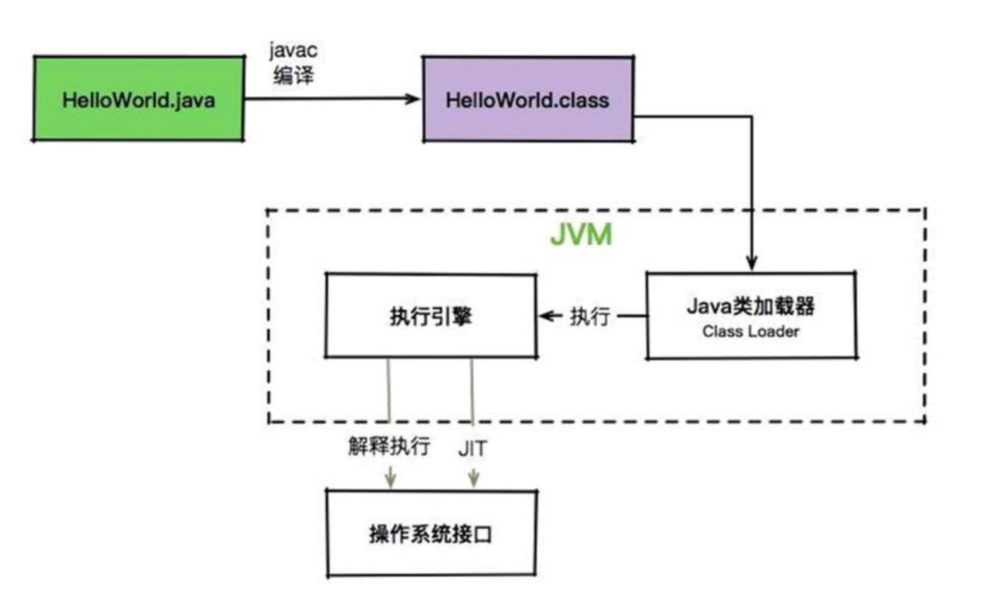 javac
编译
HelloWorld.java
HelloWorld.class
JVM
执行引擎
执行
Java类加载器
Class Loader
解释执行
JIT
操作系统接口